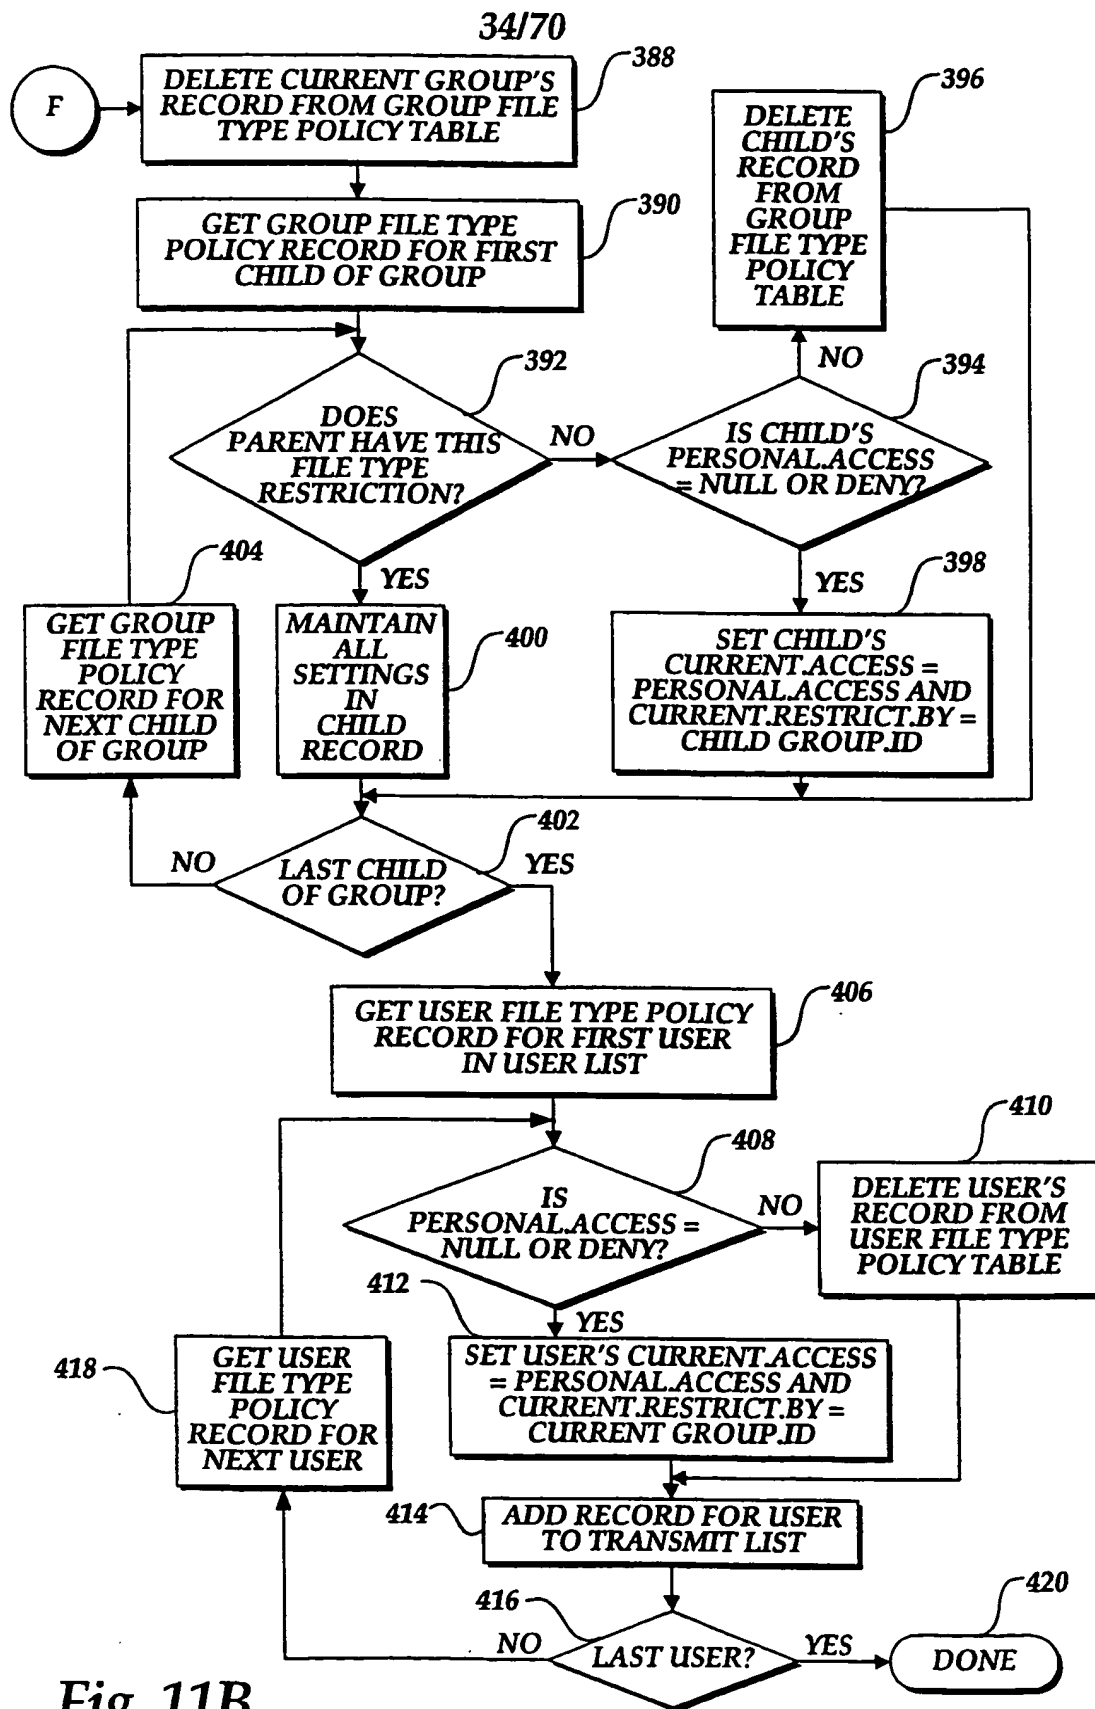 34/70
F
DELETE CURRENT GROUP'S
RECORD FROM GROUP FILE
TYPE POLICY TABLE
388
GET GROUP FILE TYPE
POLICY RECORD FOR FIRST
CHILD OF GROUP
390
DELETE
CHILD'S
RECORD
FROM
GROUP
FILE TYPE
POLICY
TABLE
396
DOES
PARENT HAVE THIS
FILE TYPE
RESTRICTION?
392
NO
IS CHILD'S
PERSONAL.ACCESS
= NULL OR DENY?
394
NO
YES
YES
GET GROUP
FILE TYPE
POLICY
RECORD FOR
NEXT CHILD
OF GROUP
404
MAINTAIN
ALL
SETTINGS
IN
CHILD
RECORD
400
SET CHILD'S
CURRENT.ACCESS =
PERSONAL.ACCESS AND
CURRENT.RESTRICT.BY =
CHILD GROUP.ID
398
LAST CHILD
OF GROUP?
402
NO
YES
GET USER FILE TYPE POLICY
RECORD FOR FIRST USER
IN USER LIST
406
IS
PERSONAL.ACCESS =
NULL OR DENY?
408
NO
DELETE USER'S
RECORD FROM
USER FILE TYPE
POLICY TABLE
410
YES
412
SET USER'S CURRENT.ACCESS
= PERSONAL.ACCESS AND
CURRENT.RESTRICT.BY =
CURRENT GROUP.ID
418
GET USER
FILE TYPE
POLICY
RECORD FOR
NEXT USER
414
ADD RECORD FOR USER
TO TRANSMIT LIST
416
LAST USER?
NO
YES
DONE
420
Fig. 11B